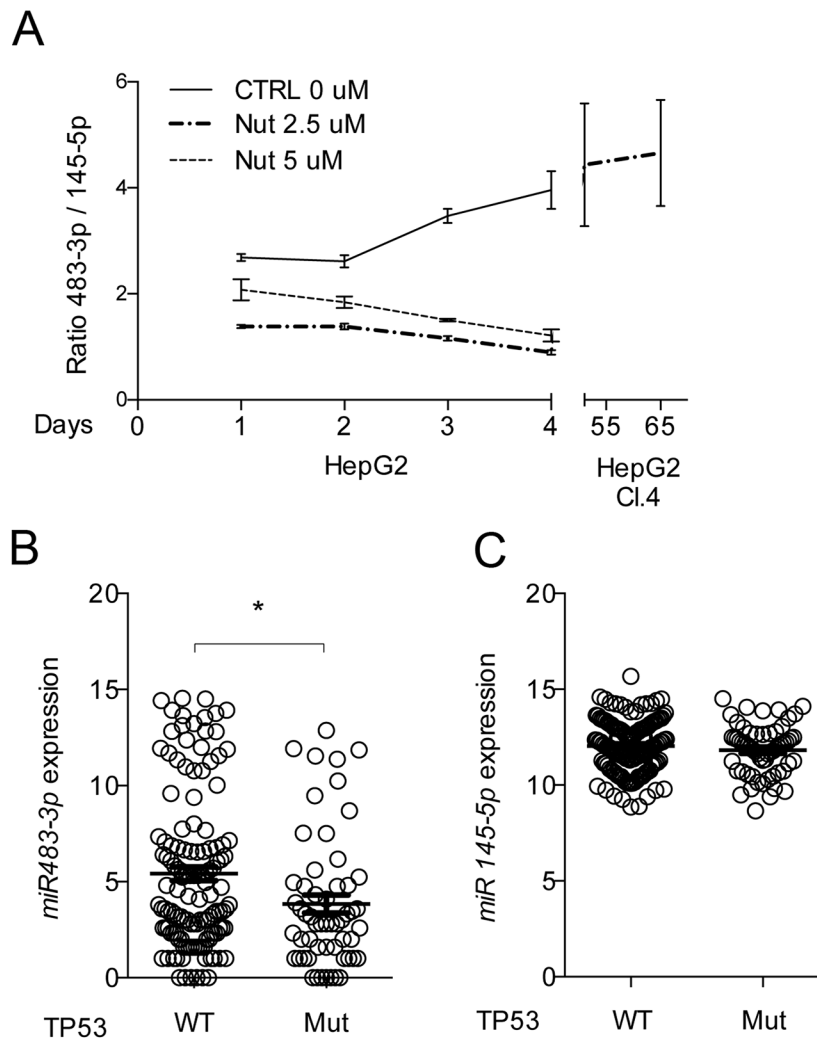 A
Ratio 483-3p / 145-5p
6
4
2
0
CTRL 0 uM
Nut 2.5 uM
Nut 5 uM
Days 0 1 2 3 4 55 65
HepG2
HepG2
Cl.4
B
miR483-3p expression
20
15
10
5
0
*
TP53 WT Mut
C
miR 145-5p expression
20
15
10
5
0
TP53 WT Mut